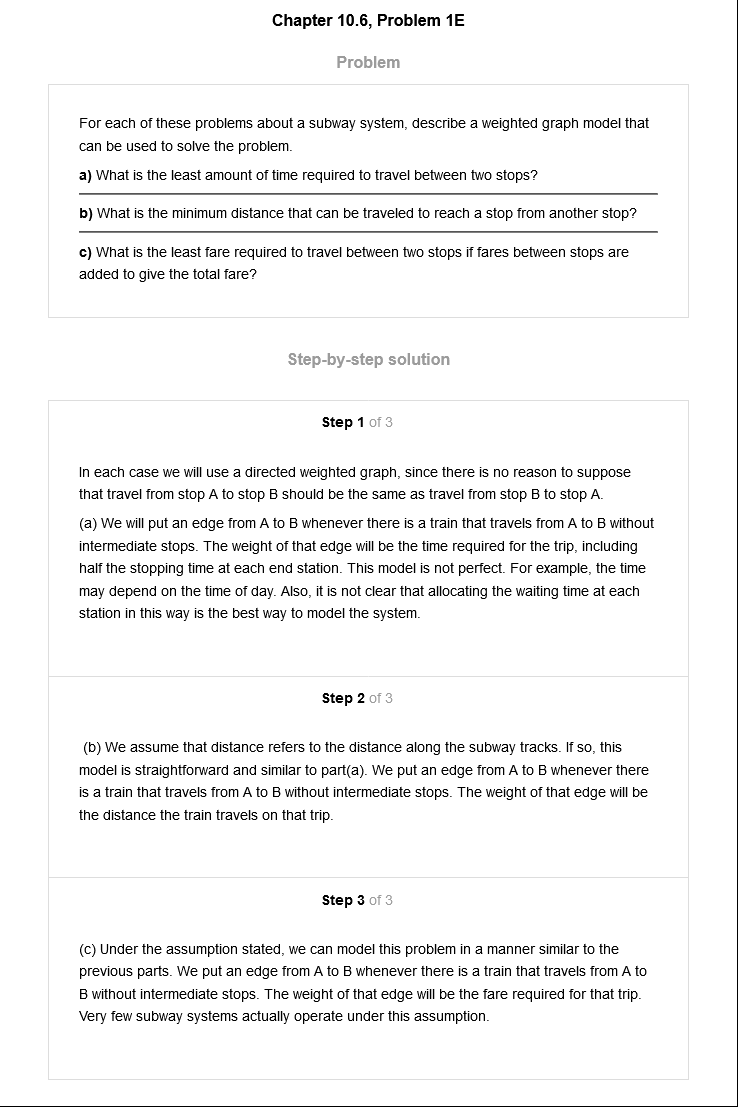 Chapter 10.6, Problem 1E
Problem
For each of these problems about a subway system, describe a weighted graph model that
can be used to solve the problem.
a) What is the least amount of time required to travel between two stops?
b) What is the minimum distance that can be traveled to reach a stop from another stop?
c) What is the least fare required to travel between two stops if fares between stops are
added to give the total fare?
Step-by-step solution
Step 1 of 3
In each case we will use a directed weighted graph, since there is no reason to suppose
that travel from stop A to stop B should be the same as travel from stop B to stop A.
(a) We will put an edge from A to B whenever there is a train that travels from A to B without
intermediate stops. The weight of that edge will be the time required for the trip, including
half the stopping time at each end station. This model is not perfect. For example, the time
may depend on the time of day. Also, it is not clear that allocating the waiting time at each
station in this way is the best way to model the system.
Step 2 of 3
(b) We assume that distance refers to the distance along the subway tracks. If so, this
model is straightforward and similar to part(a). We put an edge from A to B whenever there
is a train that travels from A to B without intermediate stops. The weight of that edge will be
the distance the train travels on that trip.
Step 3 of 3
(c) Under the assumption stated, we can model this problem in a manner similar to the
previous parts. We put an edge from A to B whenever there is a train that travels from A to
B without intermediate stops. The weight of that edge will be the fare required for that trip.
Very few subway systems actually operate under this assumption.